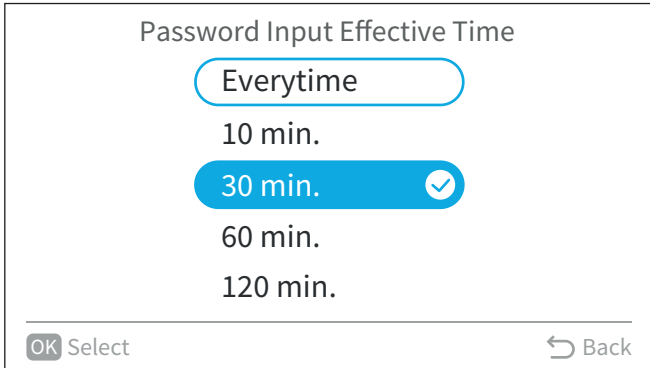 Password Input Effective Time
Everytime
10 min.
30 min.
60 min.
120 min.
OK Select Back